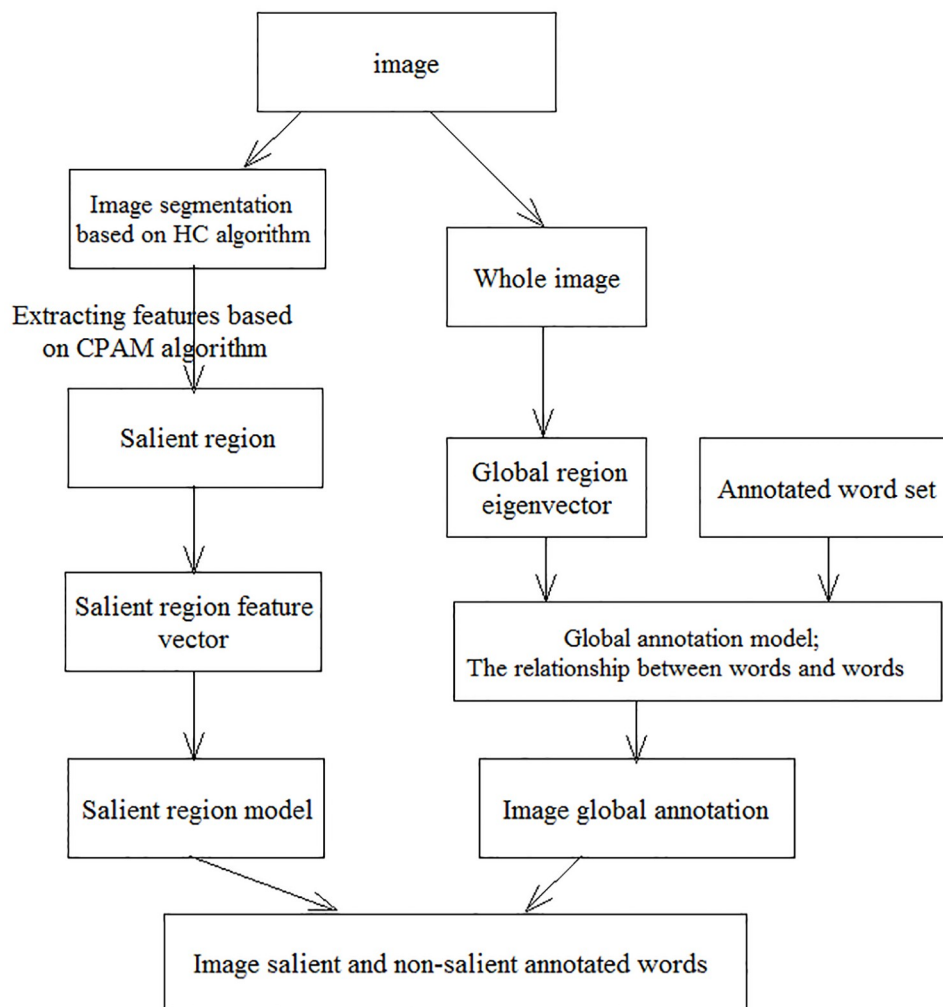 image
Image segmentation
based on HC algorithm
Whole image
Extracting features based
on CPAM algorithm
Salient region
Global region
eigenvector
Annotated word set
Salient region feature
vector
Global annotation model;
The relationship between words and words
Salient region model
Image global annotation
Image salient and non-salient annotated words